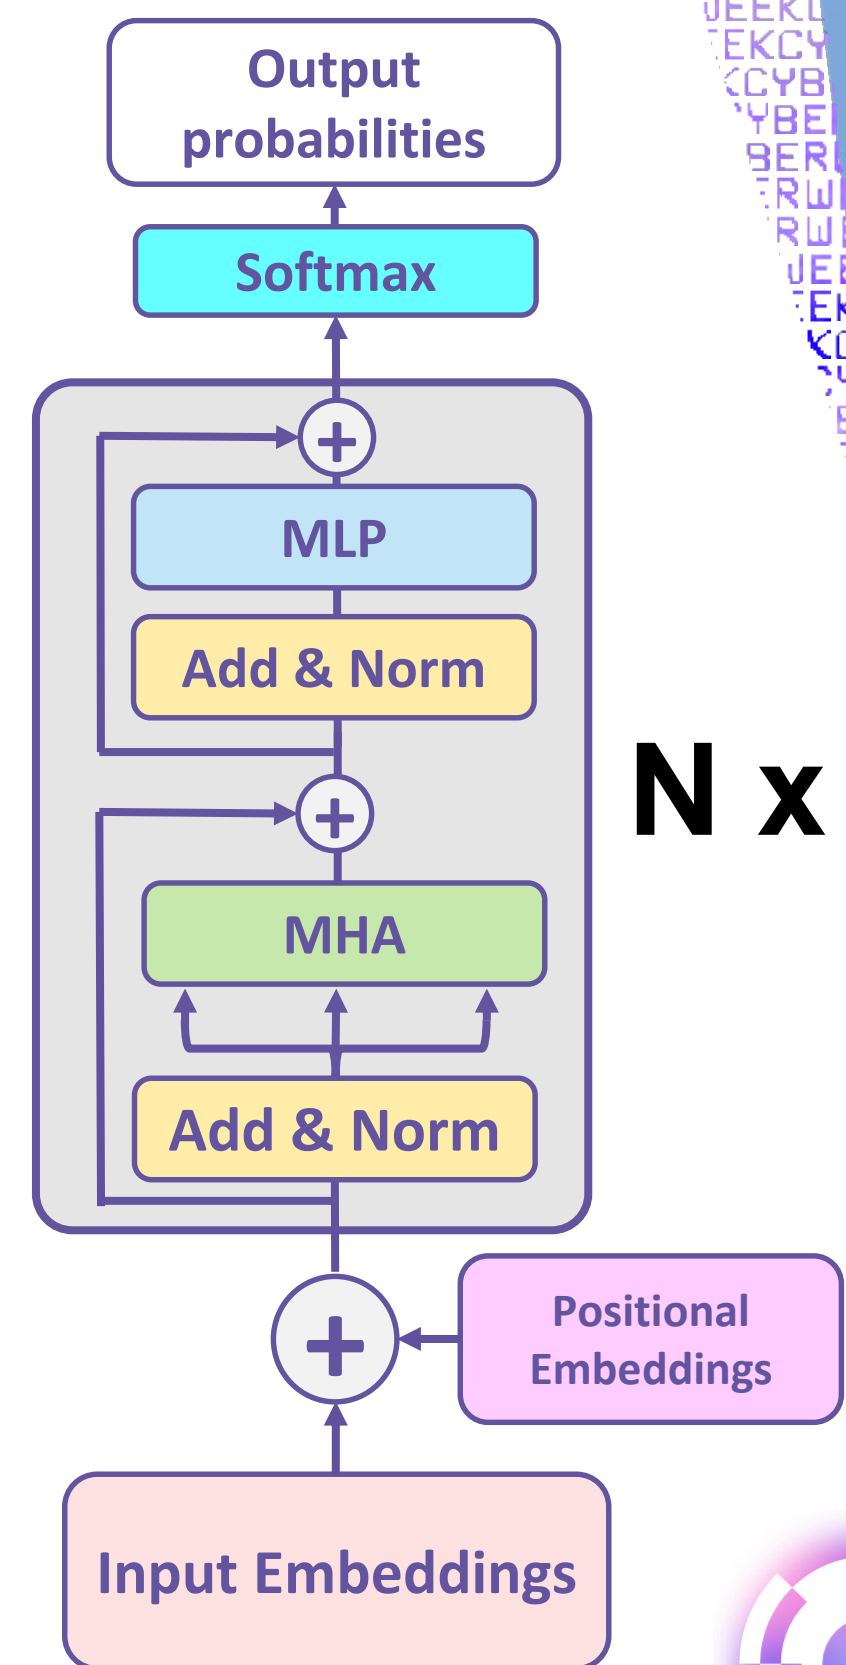 Output
probabilities
Softmax
+
MLP
Add & Norm
+
N x
MHA
Add & Norm
+
Positional
Embeddings
Input Embeddings